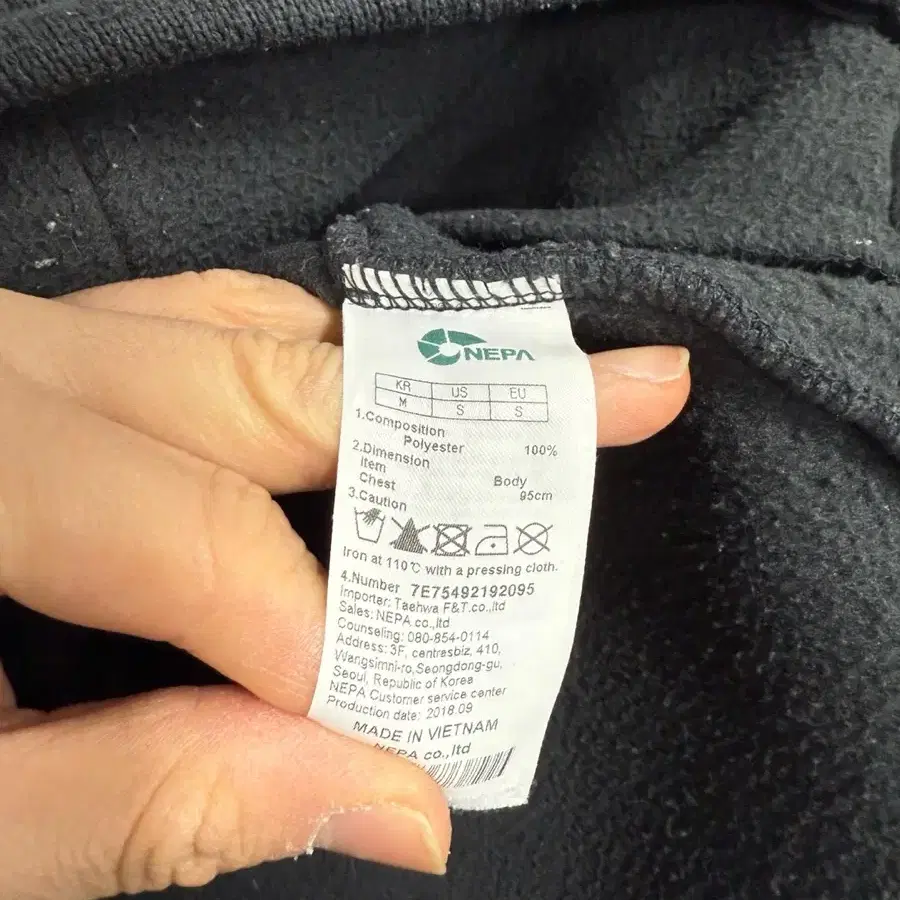 NEPA
KR US EU
M S S
1.Composition
Polyester 100%
2.Dimension
Item Body
Chest 95cm
3.Caution
Iron at 110℃ with a pressing cloth.
4.Number 7E75492192095
Importer: Taehwa F&T.co.,ltd
Sales: NEPA co.,ltd
Counseling: 080-854-0114
Address: 3F, centresbiz, 410,
Wangsimni-ro,Seongdong-gu,
Seoul, Republic of Korea
NEPA Customer service center
Production date: 2018.09
MADE IN VIETNAM
NEPA co.,ltd